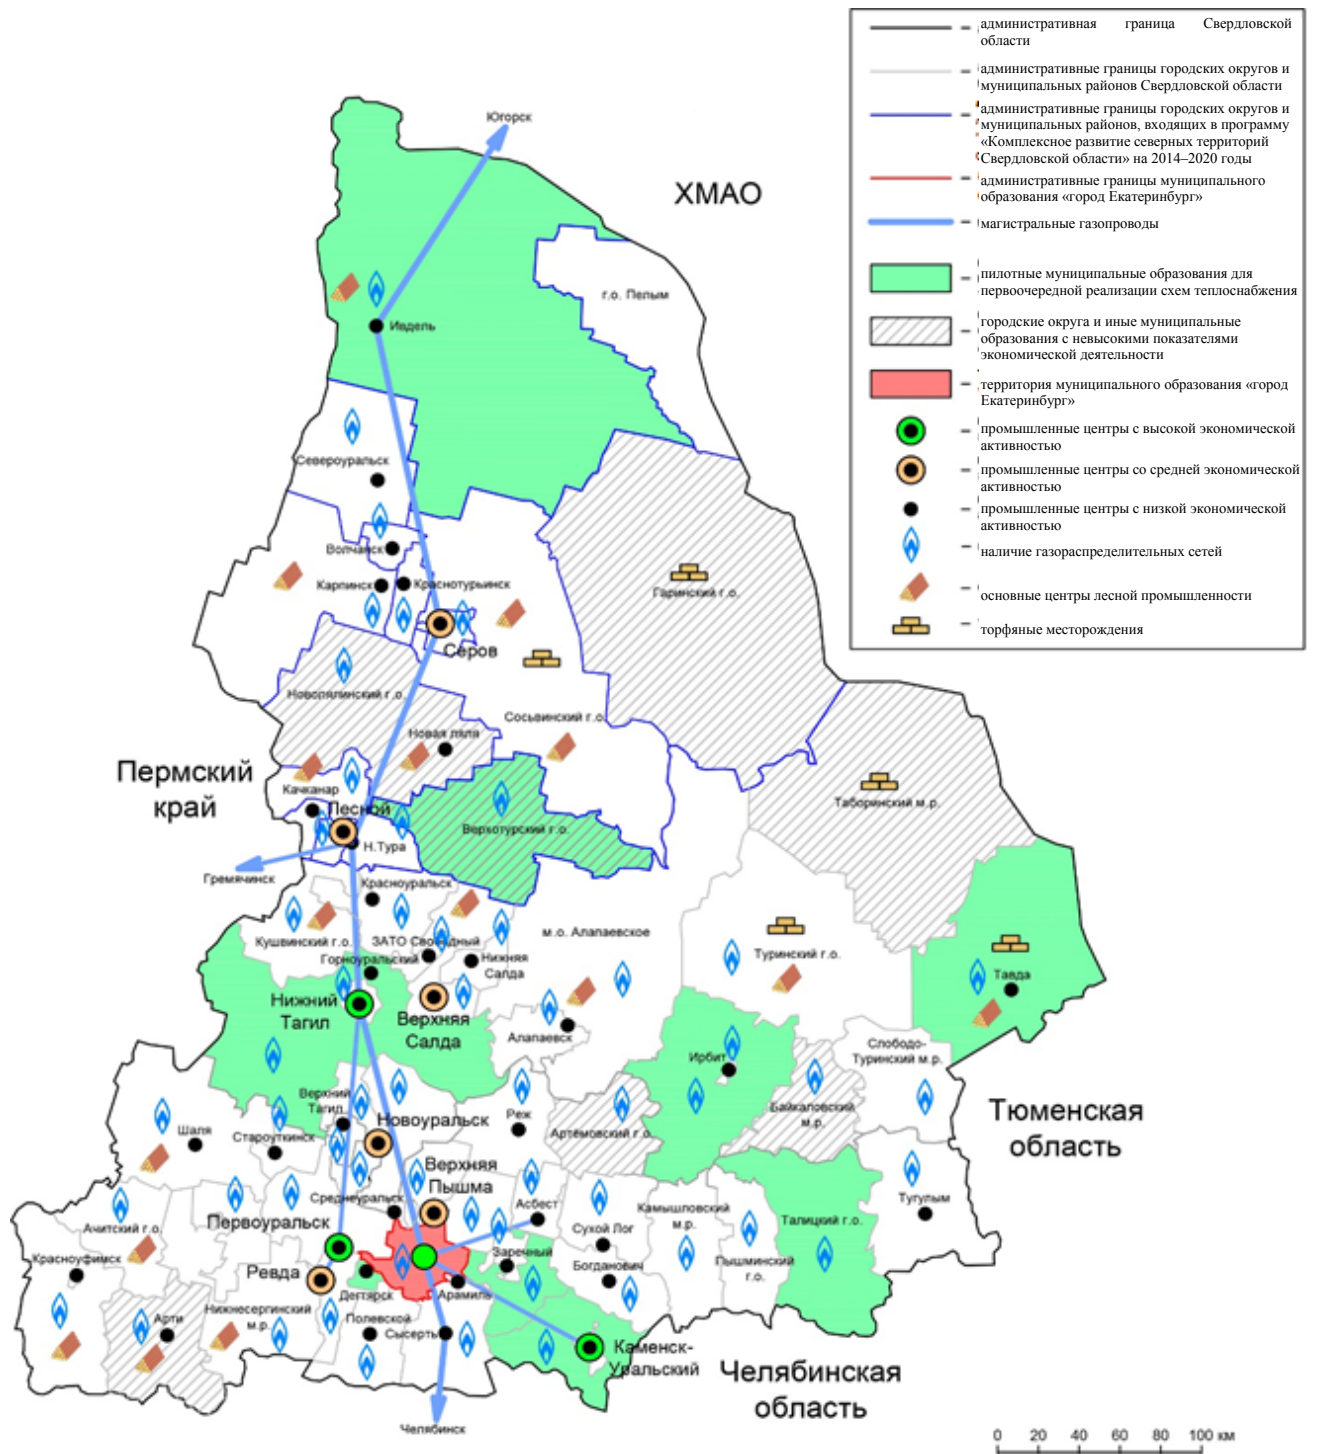 административная граница Свердловской
области
административные границы городских округов и
муниципальных районов Свердловской области
административные границы городских округов и
муниципальных районов, входящих в программу
«Комплексное развитие северных территорий
Свердловской области» на 2014–2020 годы
административные границы муниципального
образования «город Екатеринбург»
магистральные газопроводы
пилотные муниципальные образования для
первоочередной реализации схем теплоснабжения
городские округа и иные муниципальные
образования с невысокими показателями
экономической деятельности
территория муниципального образования «город
Екатеринбург»
промышленные центры с высокой экономической
активностью
промышленные центры со средней экономической
активностью
промышленные центры с низкой экономической
активностью
наличие газораспределительных сетей
основные центры лесной промышленности
торфяные месторождения
Югорск
ХМАО
г.о. Пелым
Ивдель
Североуральск
Волчанск
Карпинск
Краснотурьинск
Гаринский г.о.
Серов
Новолялинский г.о.
Сосьвинский г.о.
Новая ляля
Пермский
край
Качканар
Лесной
Таборинский м.р.
Верхотурский г.о.
Н.Тура
Гремячинск
Красноуральск
Кушвинский г.о.
ЗАТО Свободный
м.о. Алапаевское
Горноуральский
Нижняя
Салда
Туринский г.о.
Тавда
Нижний
Тагил
Верхняя
Салда
Алапаевск
Ирбит
Слободо-
Туринский м.р.
Верхний
Тагил
Новоуральск
Реж
Артёмовский г.о.
Байкаловский
м.р.
Тюменская
область
Шаля
Староуткинск
Верхняя
Пышма
Среднеуральск
Асбест
Тугулым
Ачитский г.о.
Первоуральск
Сухой Лог
Камышловский
м.р.
Талицкий г.о.
Красноуфимск
Ревда
Заречный
Богданович
Пышминский
г.о.
Дегтярск
Арамиль
Арти
Нижнесергинский
м.р.
Полевской
Сысерть
Каменск-
Уральский
Челябинская
область
Челябинск
0 20 40 60 80 100 км